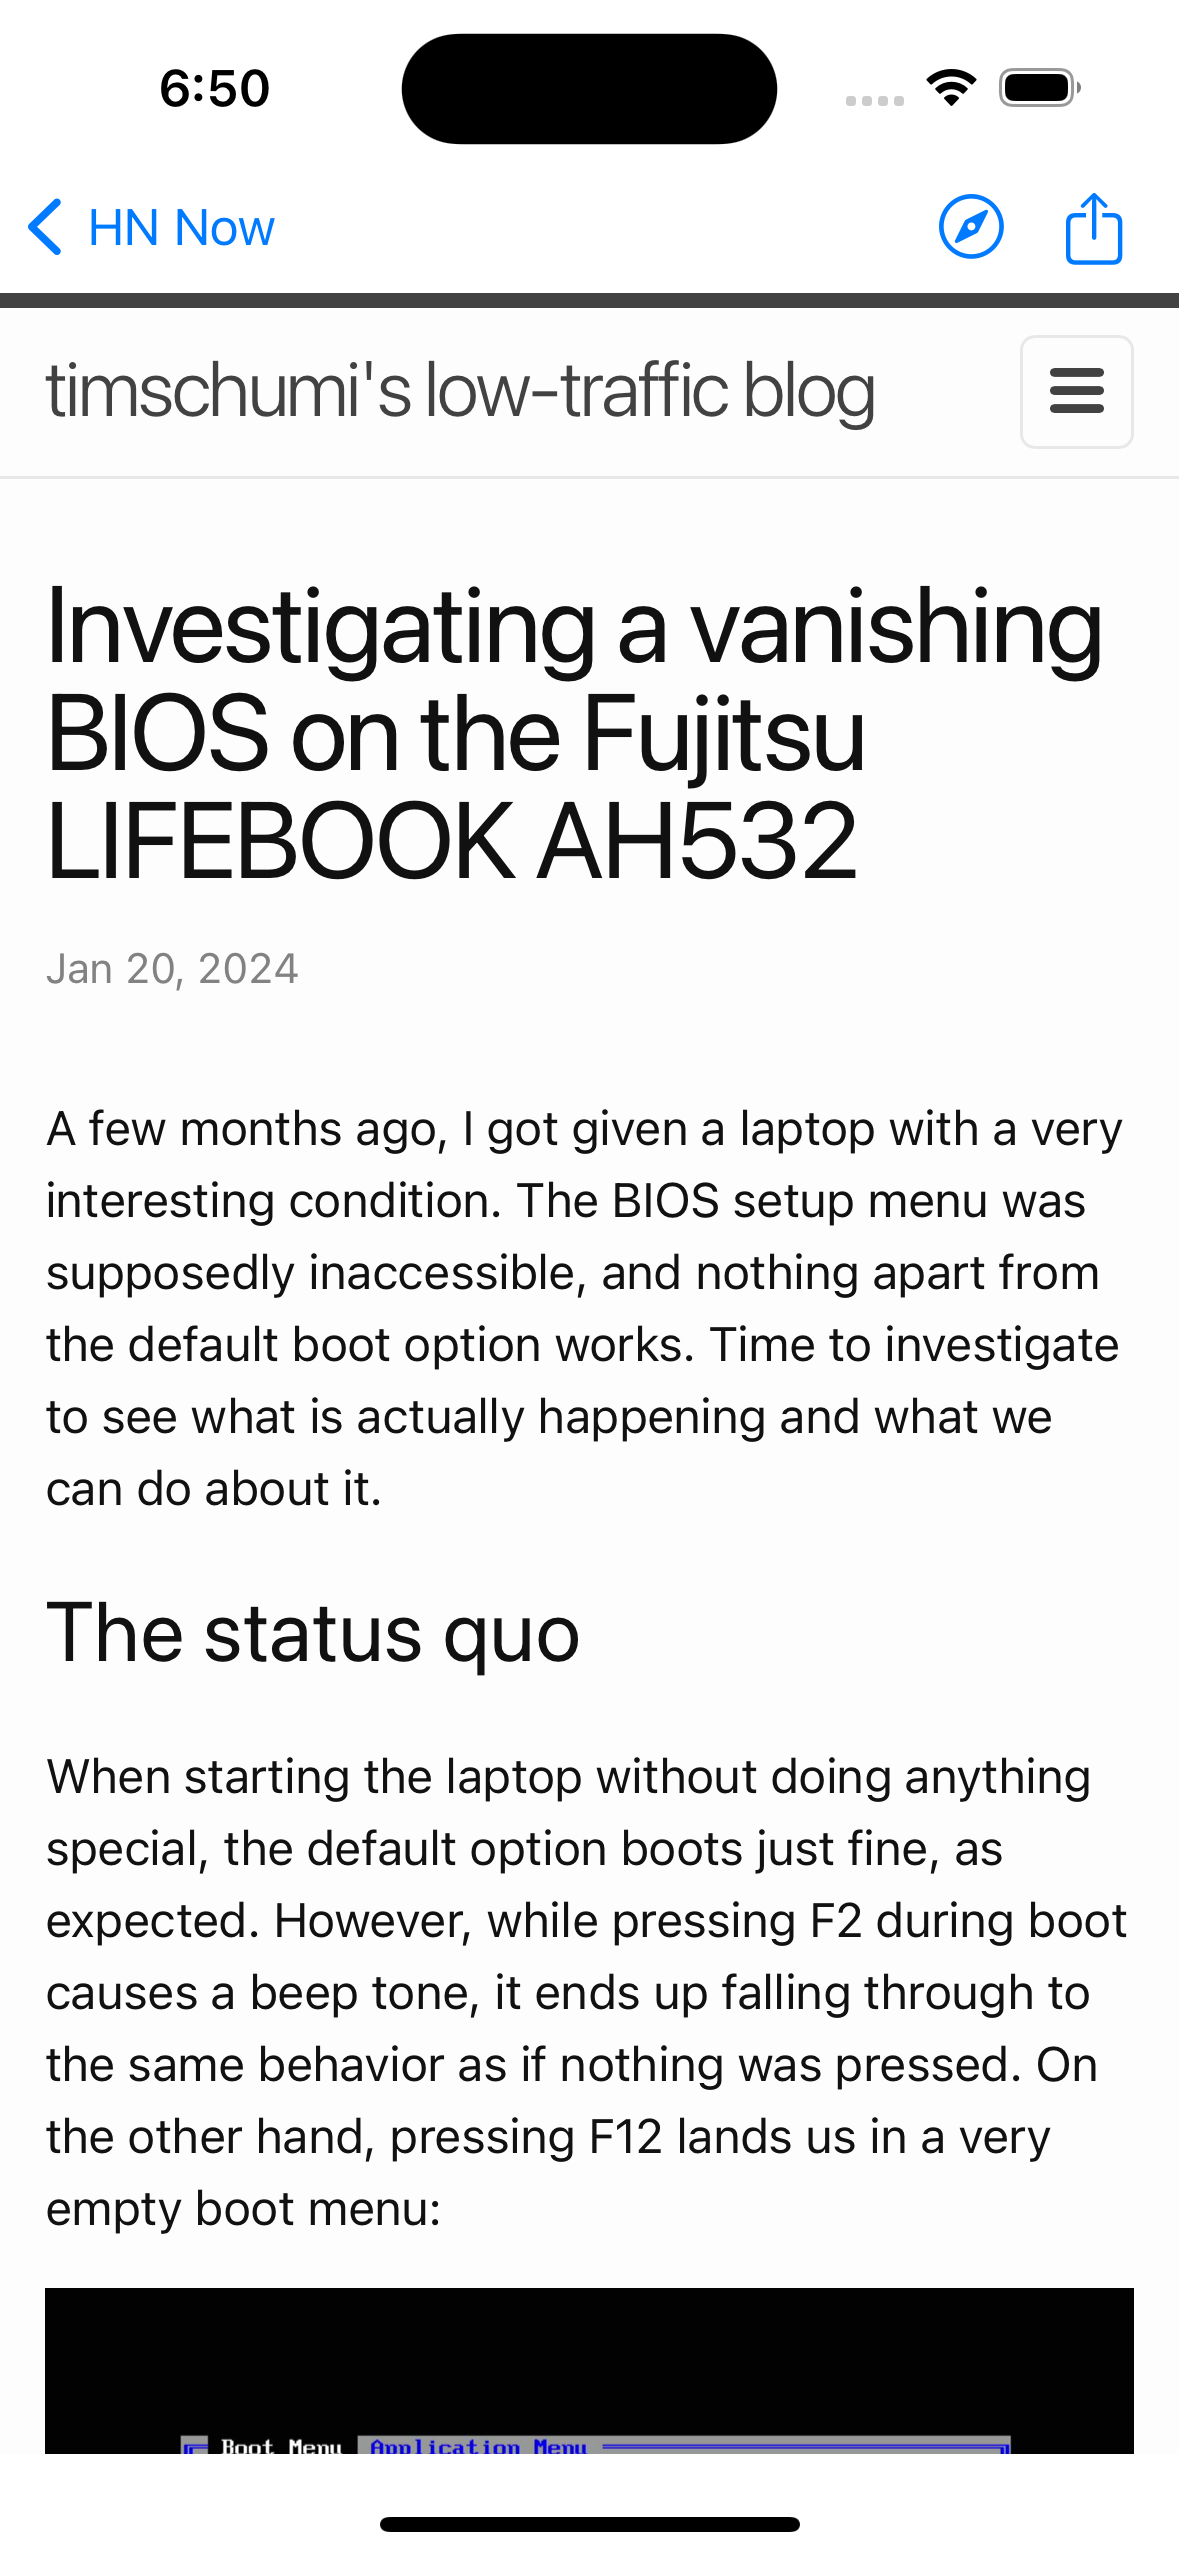 6:50
HN Now
timschumi's low-traffic blog
Investigating a vanishing
BIOS on the Fujitsu
LIFEBOOK AH532
Jan 20, 2024
A few months ago, I got given a laptop with a very
interesting condition. The BIOS setup menu was
supposedly inaccessible, and nothing apart from
the default boot option works. Time to investigate
to see what is actually happening and what we
can do about it.
The status quo
When starting the laptop without doing anything
special, the default option boots just fine, as
expected. However, while pressing F2 during boot
causes a beep tone, it ends up falling through to
the same behavior as if nothing was pressed. On
the other hand, pressing F12 lands us in a very
empty boot menu:
Boot Menu Application Menu